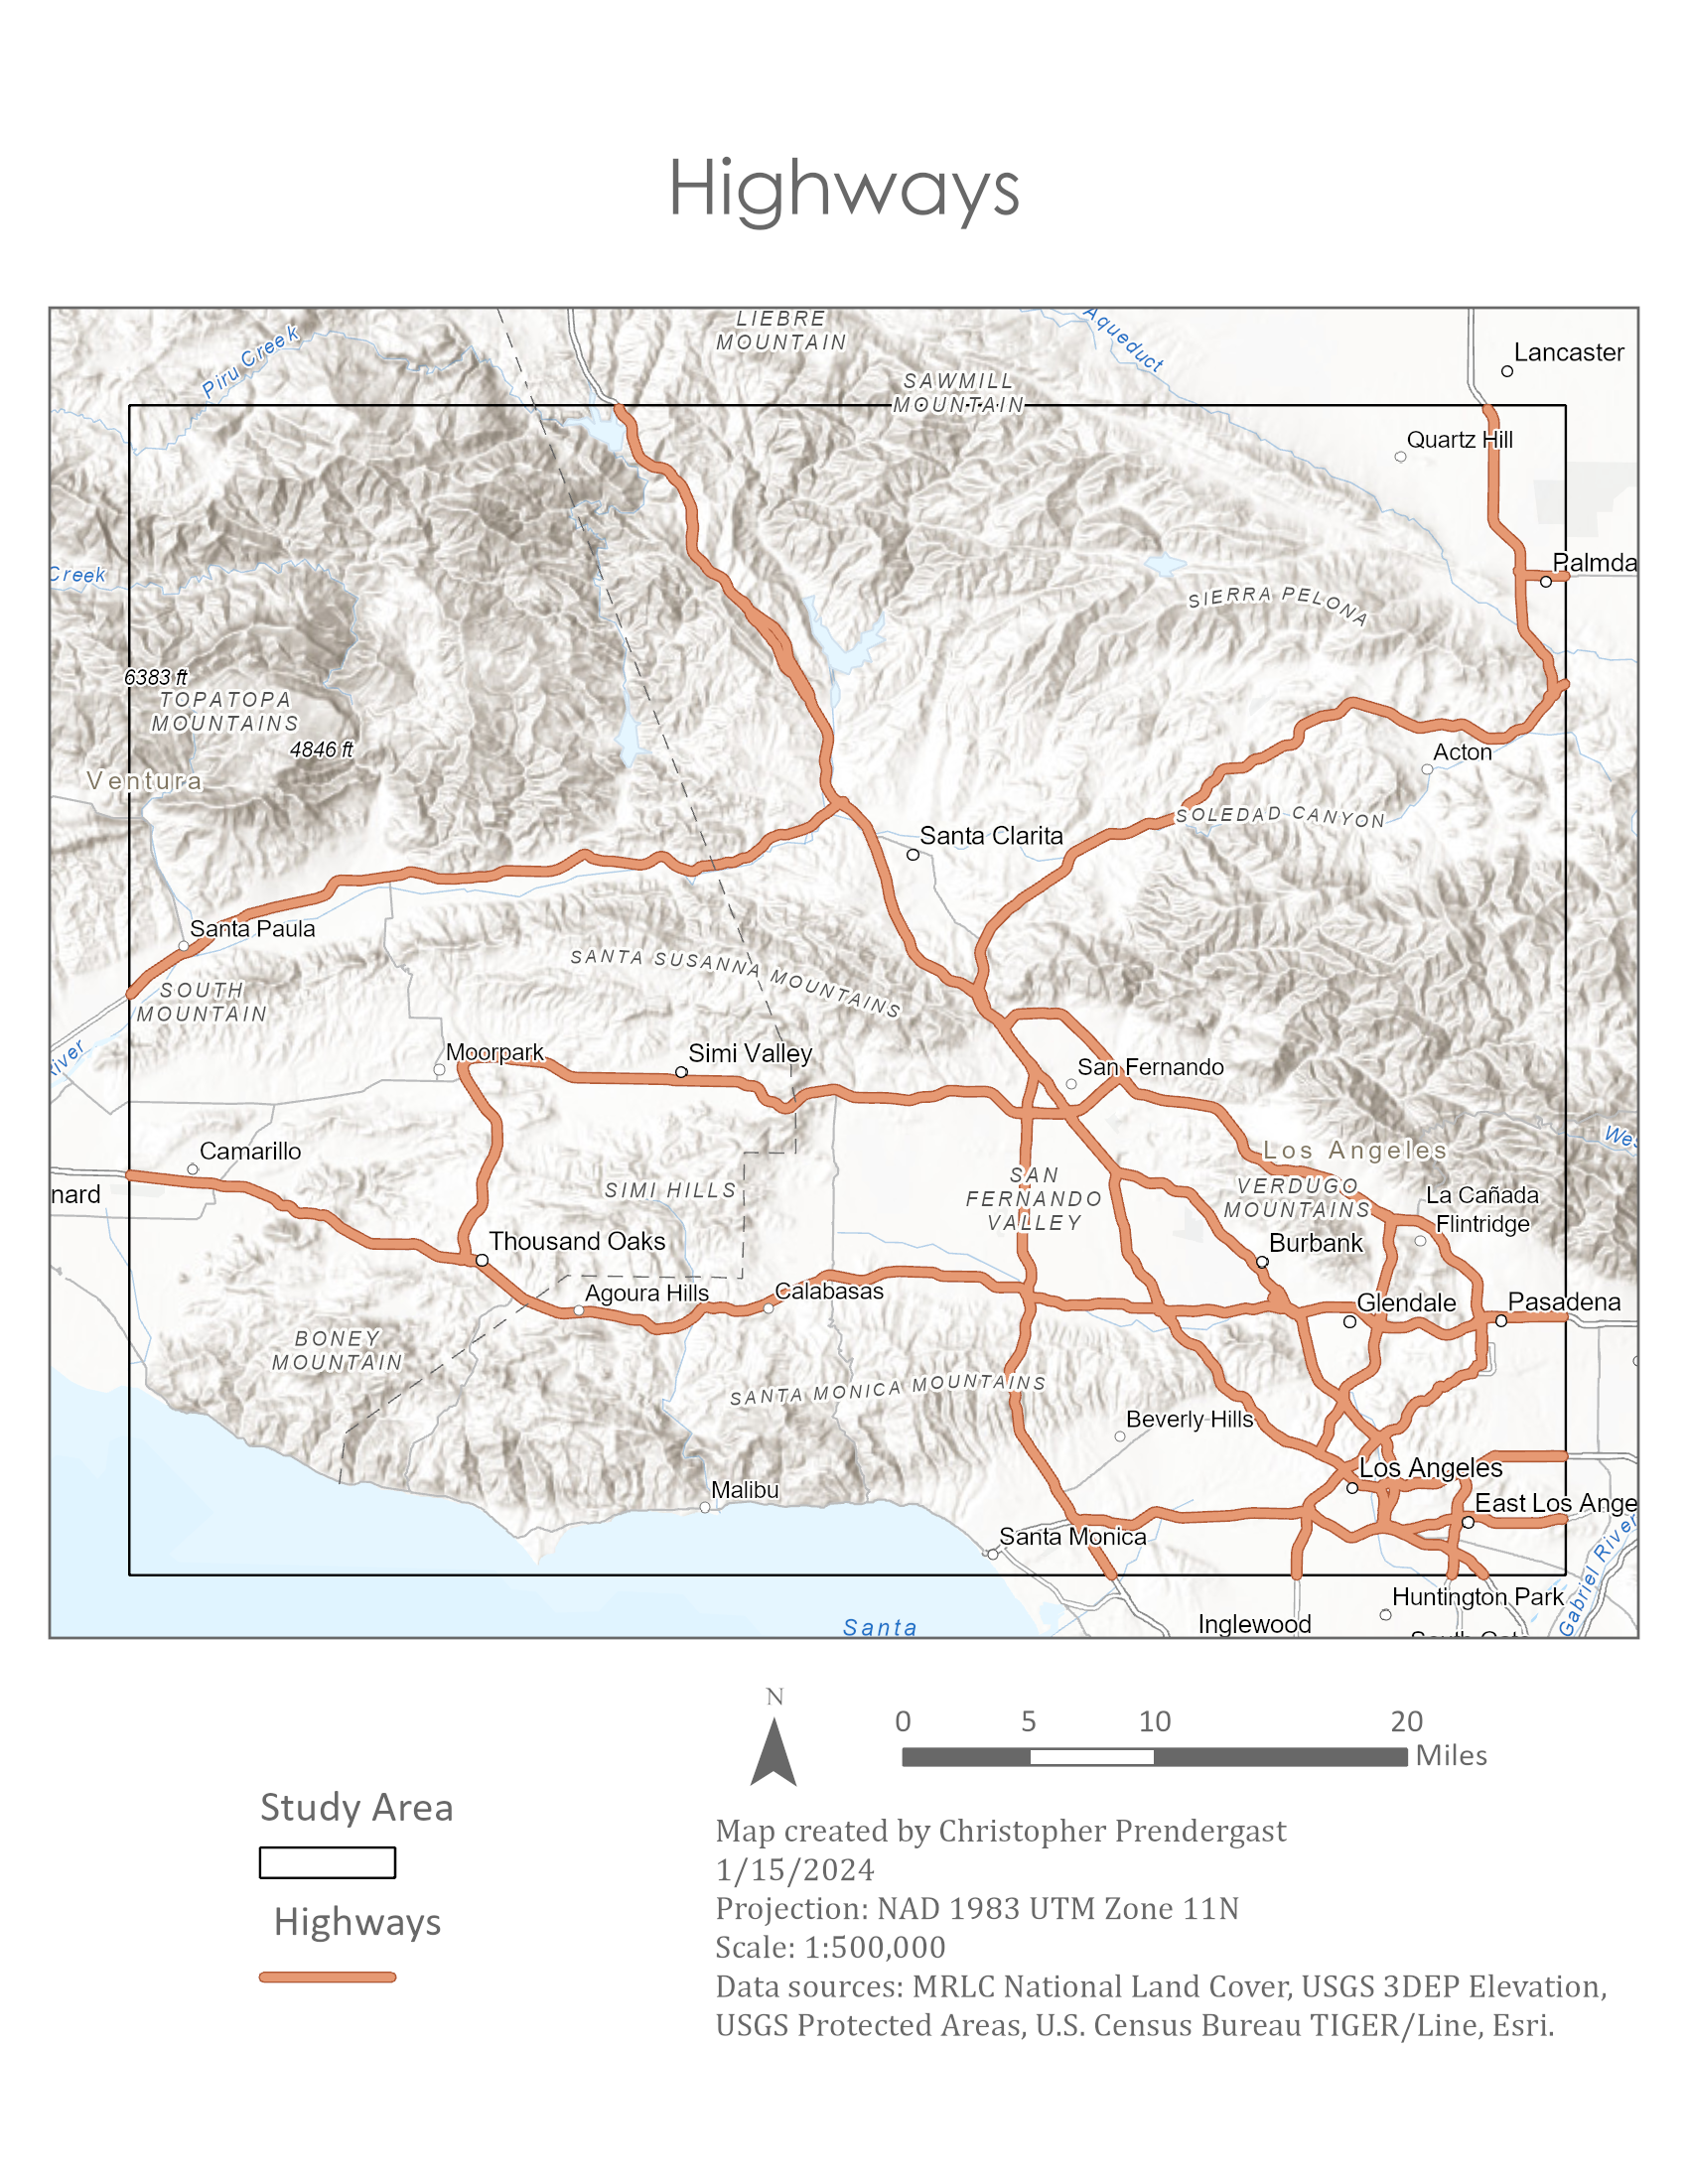 Highways
LIEBRE
MOUNTAIN
Aqueduct
Piru Creek
Lancaster
SAWMILL
MOUNTAIN
Quartz Hill
Creek
Palmda
SIERRA PELONA
6383 ft
TOPATOPA
MOUNTAINS
4846 ft
Acton
Ventura
SOLEDAD CANYON
Santa Clarita
Santa Paula
SANTA SUSANNA MOUNTAINS
SOUTH
MOUNTAIN
River
Moorpark
Simi Valley
San Fernando
Wes
Camarillo
Los Angeles
nard
SIMI HILLS
SAN
FERNANDO
VALLEY
VERDUGO
MOUNTAINS
La Cañada
Flintridge
Thousand Oaks
Burbank
Agoura Hills
Calabasas
Glendale
Pasadena
BONEY
MOUNTAIN
SANTA MONICA MOUNTAINS
Beverly Hills
Los Angeles
Malibu
East Los Ange
Santa Monica
Gabriel River
Huntington Park
Santa
Inglewood
N
0 5 10 20
Miles
Study Area
Highways
Map created by Christopher Prendergast
1/15/2024
Projection: NAD 1983 UTM Zone 11N
Scale: 1:500,000
Data sources: MRLC National Land Cover, USGS 3DEP Elevation,
USGS Protected Areas, U.S. Census Bureau TIGER/Line, Esri.